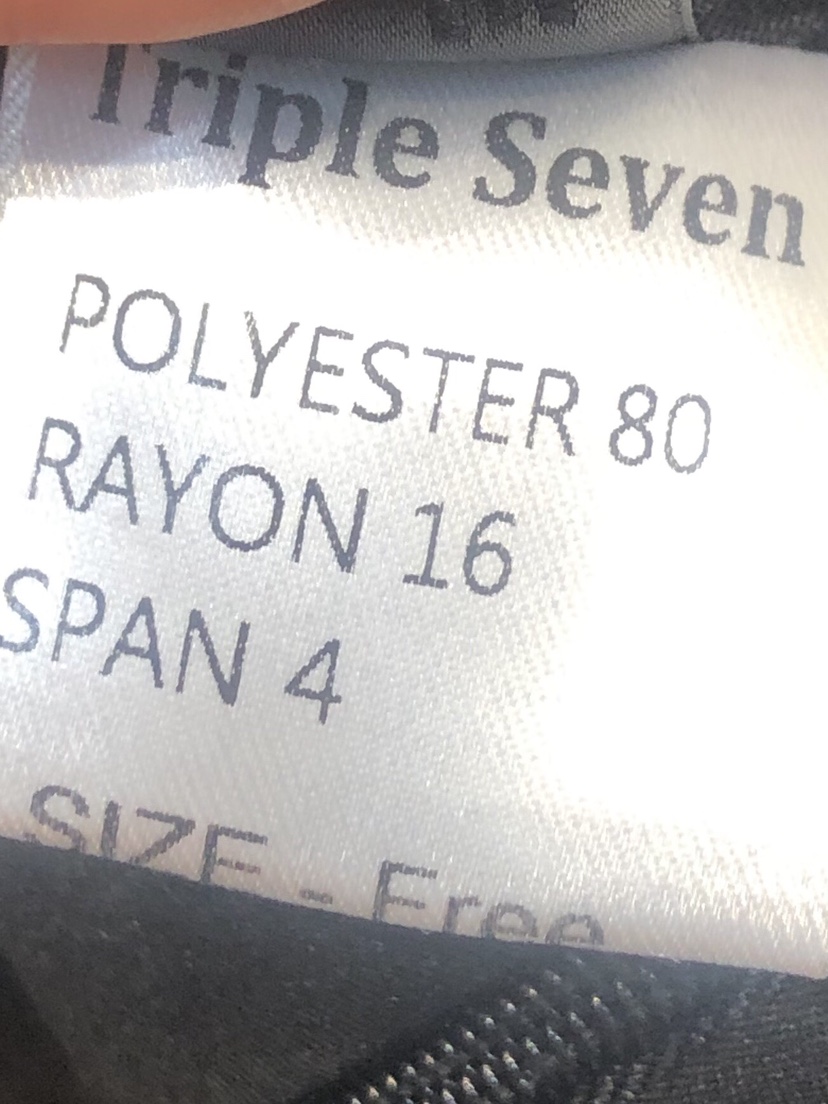 Triple Seven
POLYESTER 80
RAYON 16
SPAN 4
SIZE - Free